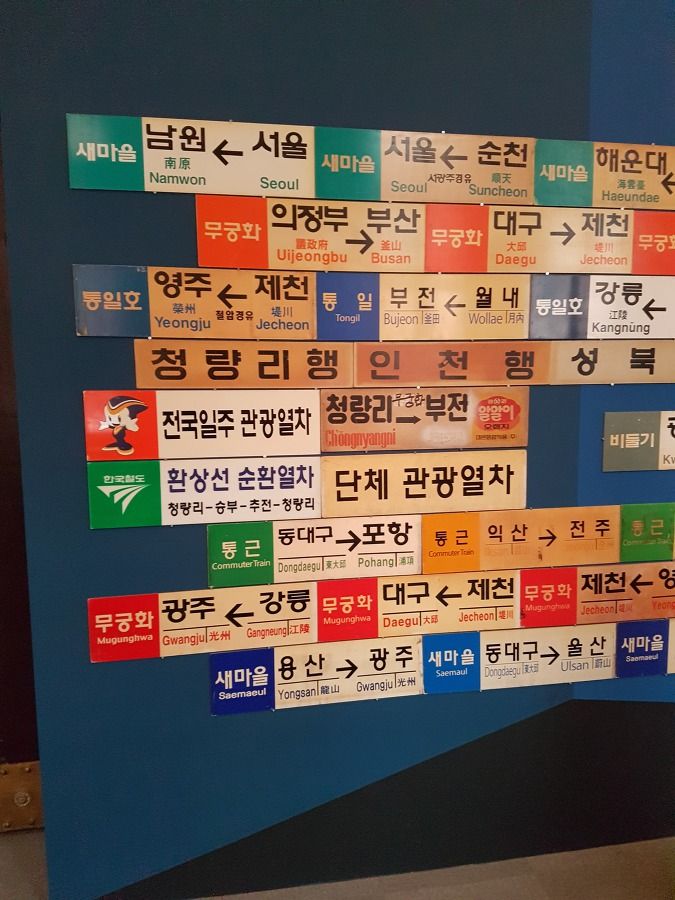 새마을 남원 ← 서울 새마을 서울 ← 순천 새마을 해운대 ←
南原 서광주경유 順天 海雲臺
Namwon Seoul Seoul Suncheon Haeundae
무궁화 의정부 → 부산 무궁화 대구 → 제천 무궁화
議政府 釜山 大邱 堤川
Uijeongbu Busan Daegu Jecheon
통일호 영주 ← 제천 통일 부전 ← 월내 통일호 강릉 ←
榮州 철암경유 堤川 Tongil Bujeon 釜田 Wollae 月内 江陵
Yeongju Jecheon Kangnŭng
청량리행 인천행 성북
전국일주 관광열차 청량리 무궁화 → 부전 알알이
Chŏngnyangni
비둘기
한국철도 환상선 순환열차 단체 관광열차
청량리-승부-추전-청량리
통근 동대구 → 포항 통근 익산 → 전주 통근
Commuter Train Dongdaegu 東大邱 Pohang 浦項 Commuter Train Commuter Train
무궁화 광주 ← 강릉 무궁화 대구 ← 제천 무궁화 제천 ←
Mugunghwa Gwangju 光州 Gangneung 江陵 Mugunghwa Daegu 大邱 Jecheon 堤川 Mugunghwa Jecheon 堤川 Yeong
새마을 용산 → 광주 새마을 동대구 → 울산 새마을
Saemaeul Yongsan 龍山 Gwangju 光州 Saemaul Dongdaegu 東大邱 Ulsan 蔚山 Saemaeul